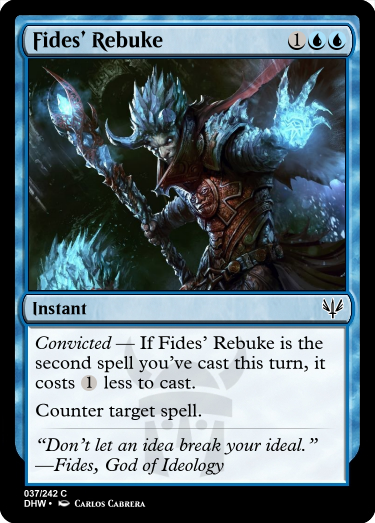 Fides’ Rebuke 1
Instant
Convicted — If Fides’ Rebuke is the
second spell you’ve cast this turn, it
costs 1 less to cast.
Counter target spell.
“Don’t let an idea break your ideal.”
—Fides, God of Ideology
037/242 C
DHW • Carlos Cabrera